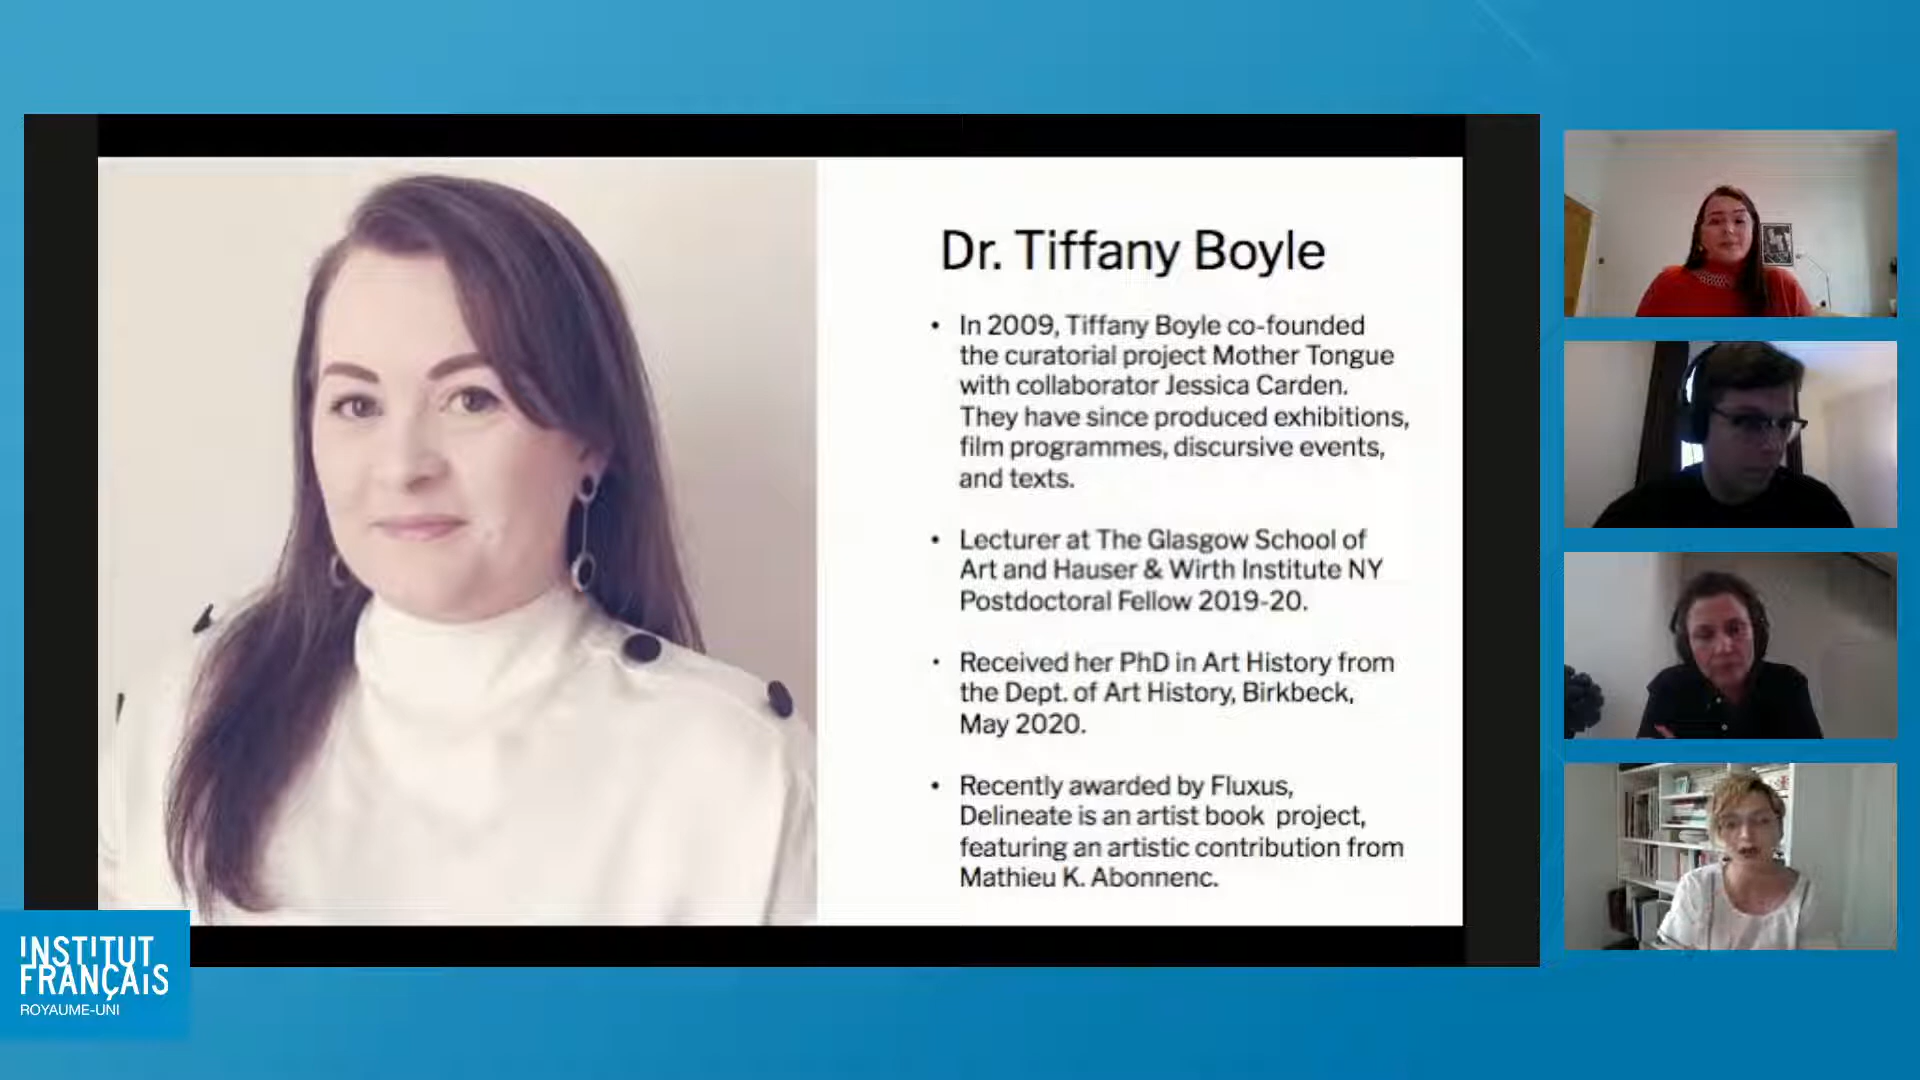 Dr. Tiffany Boyle
• In 2009, Tiffany Boyle co-founded
the curatorial project Mother Tongue
with collaborator Jessica Carden.
They have since produced exhibitions,
film programmes, discursive events,
and texts.
• Lecturer at The Glasgow School of
Art and Hauser & Wirth Institute NY
Postdoctoral Fellow 2019-20.
• Received her PhD in Art History from
the Dept. of Art History, Birkbeck,
May 2020.
• Recently awarded by Fluxus,
Delineate is an artist book project,
featuring an artistic contribution from
Mathieu K. Abonnenc.
INSTITUT
FRANÇAIS
ROYAUME-UNI